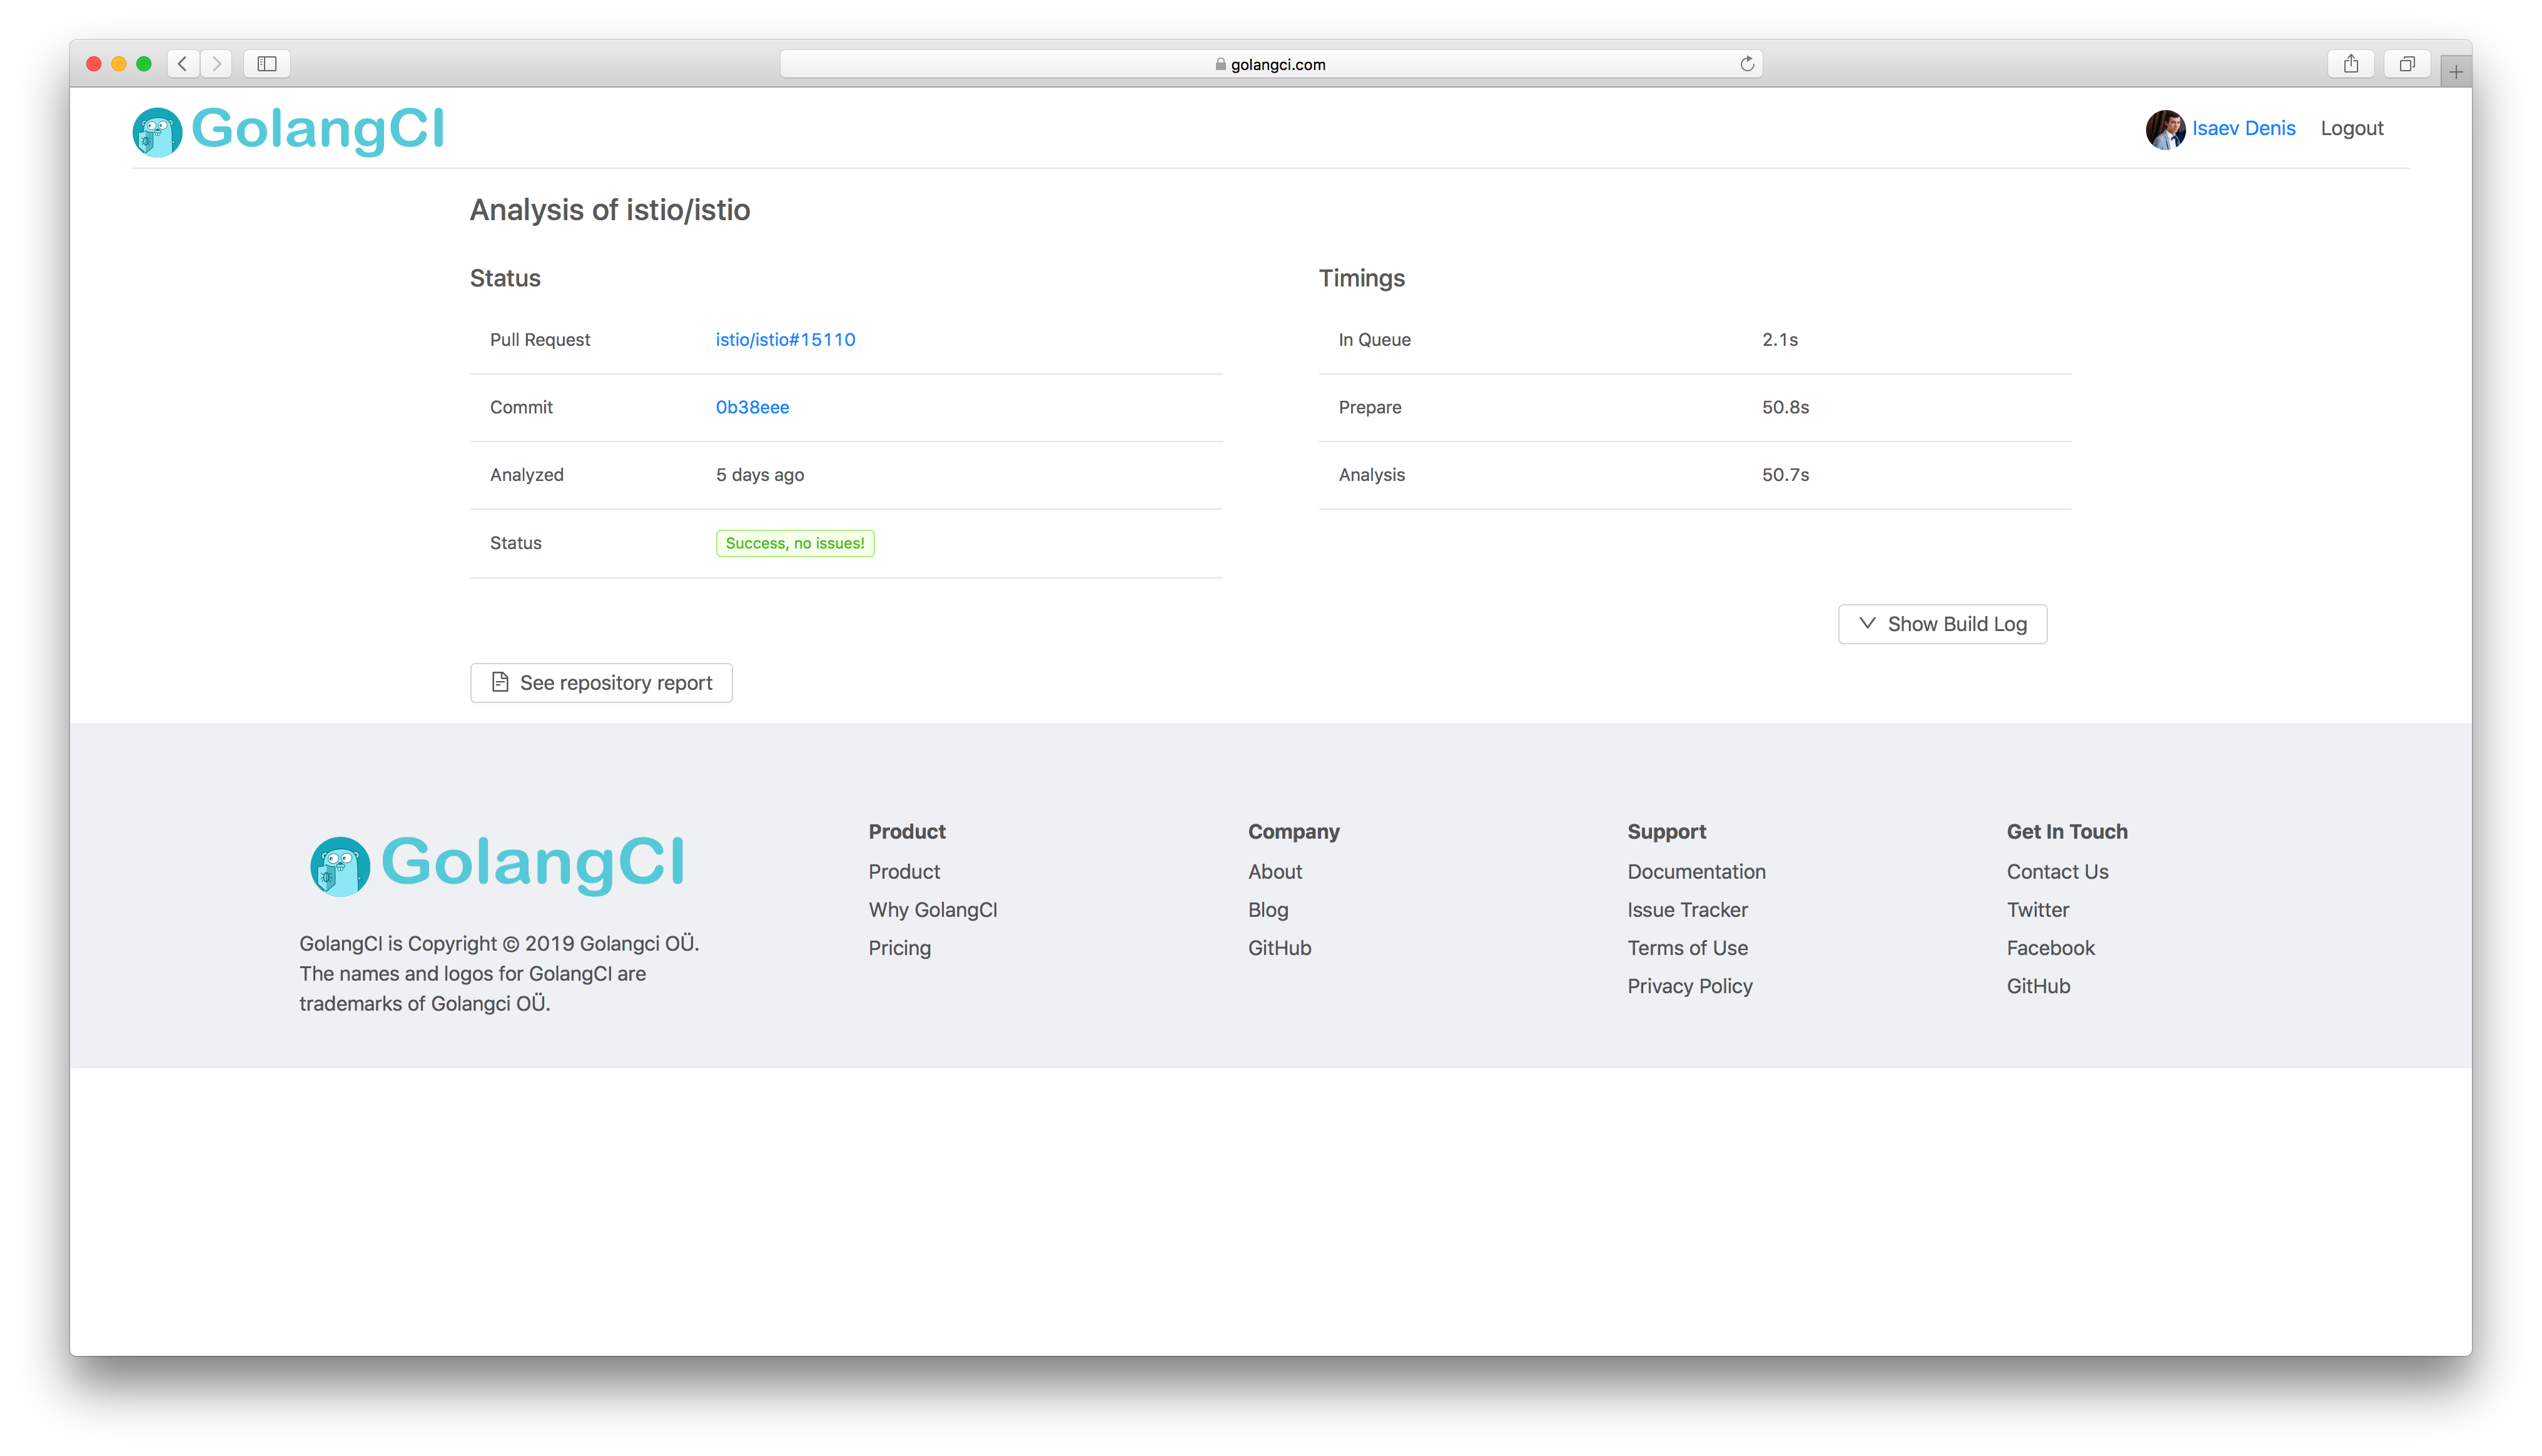 golangci.com
GolangCI
Isaev Denis Logout
Analysis of istio/istio
Status
Pull Request istio/istio#15110
Commit 0b38eee
Analyzed 5 days ago
Status Success, no issues!
Timings
In Queue 2.1s
Prepare 50.8s
Analysis 50.7s
Show Build Log
See repository report
GolangCI
GolangCI is Copyright © 2019 Golangci OÜ.
The names and logos for GolangCI are
trademarks of Golangci OÜ.
Product
Product
Why GolangCI
Pricing
Company
About
Blog
GitHub
Support
Documentation
Issue Tracker
Terms of Use
Privacy Policy
Get In Touch
Contact Us
Twitter
Facebook
GitHub